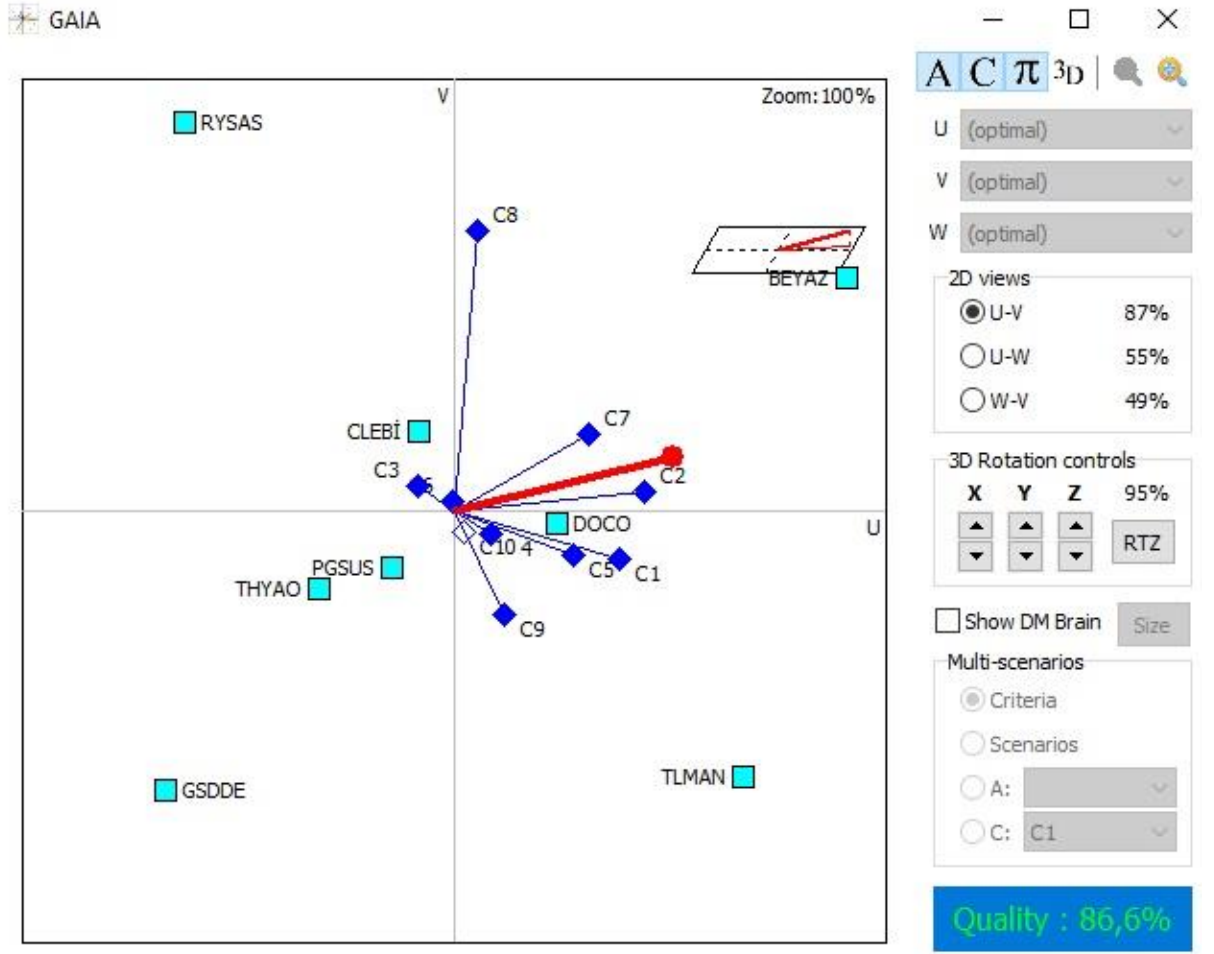 GAIA
A C π 3D
V
Zoom:100%
RYSAS
U (optimal)
V (optimal)
W (optimal)
C8
BEYAZ
2D views
U-V 87%
U-W 55%
W-V 49%
C7
CLEBİ
C3
C2
DOCO
U
C10 4
C5
C1
PGSUS
THYAO
C9
3D Rotation controls
X Y Z 95%
RTZ
Show DM Brain Size
Multi-scenarios
Criteria
Scenarios
A:
C: C1
TLMAN
GSDDE
Quality : 86,6%